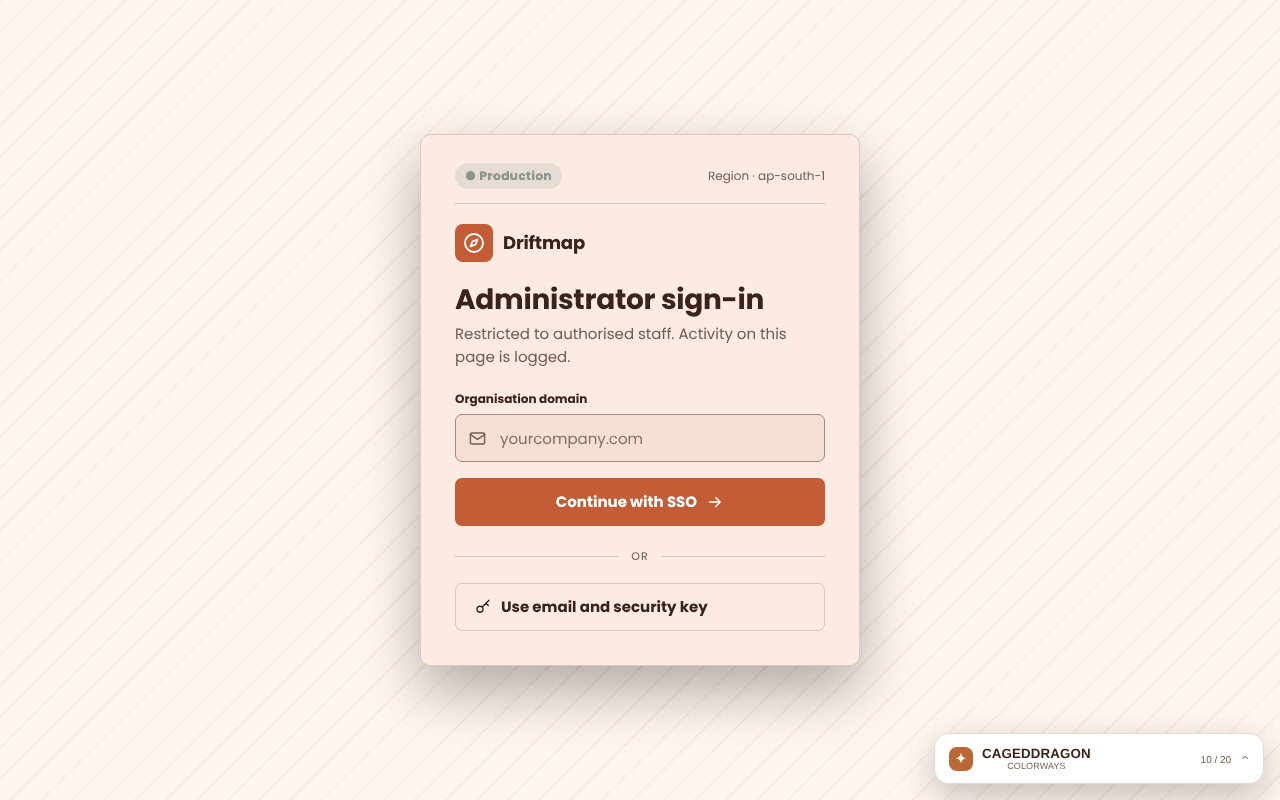 Production
Region · ap-south-1
Driftmap
Administrator sign-in
Restricted to authorised staff. Activity on this
page is logged.
Organisation domain
yourcompany.com
Continue with SSO →
OR
Use email and security key
CAGEDDRAGON
COLORWAYS
10 / 20